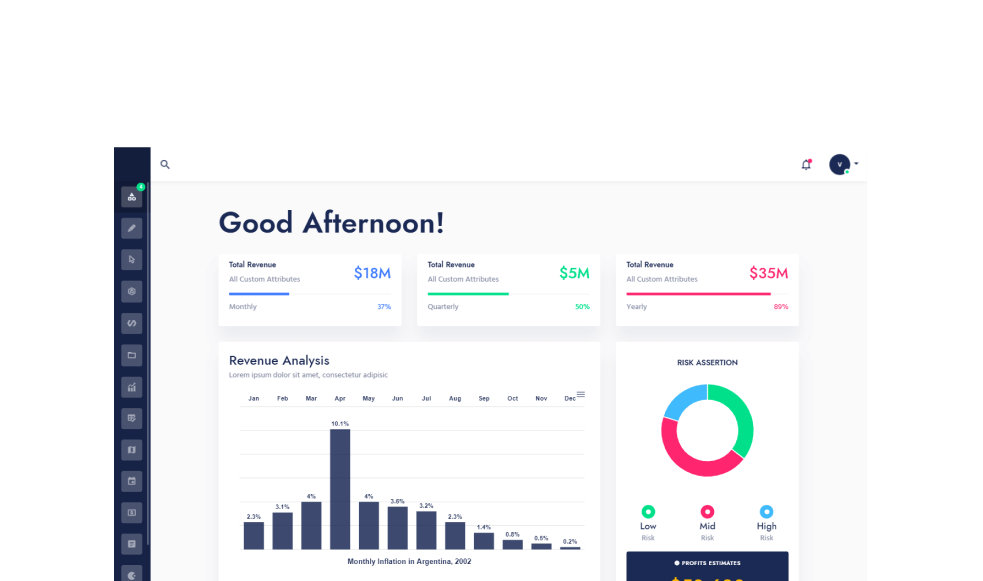 4
V
Good Afternoon!
Total Revenue
All Custom Attributes
$18M
Monthly
37%
Total Revenue
All Custom Attributes
$5M
Quarterly
50%
Total Revenue
All Custom Attributes
$35M
Yearly
89%
Revenue Analysis
Lorem ipsum dolor sit amet, consectetur adipisic
Jan Feb Mar Apr May Jun Jul Aug Sep Oct Nov Dec
2.3% 3.1% 4% 10.1% 4% 3.6% 3.2% 2.3% 1.4% 0.8% 0.5% 0.2%
Monthly Inflation in Argentina, 2002
RISK ASSERTION
Low Mid High
Risk Risk Risk
PROFITS ESTIMATES